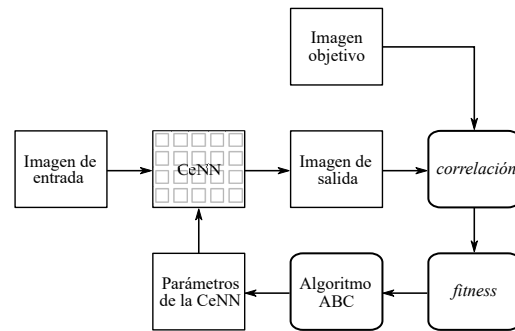 Imagen
objetivo
Imagen de
entrada
CeNN
Imagen de
salida
correlación
Parámetros
de la CeNN
Algoritmo
ABC
fitness